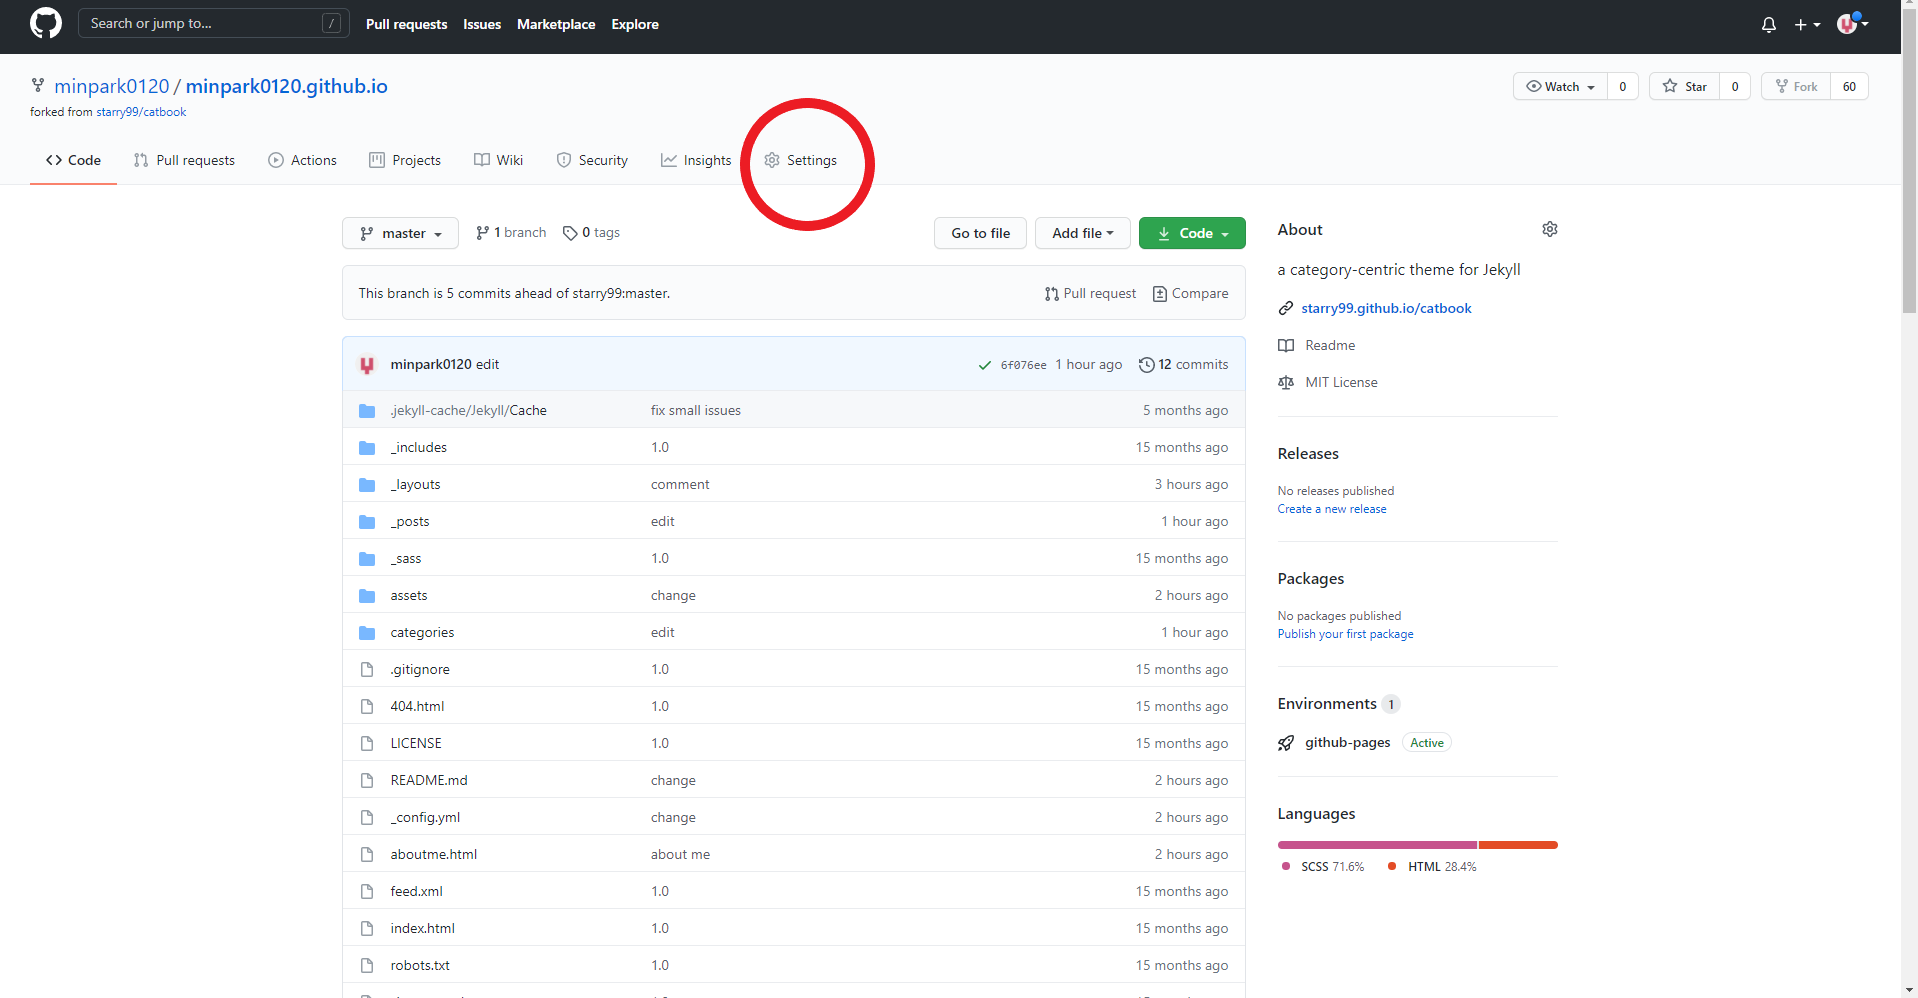 Search or jump to... / Pull requests Issues Marketplace Explore
minpark0120 / minpark0120.github.io Watch 0 Star 0 Fork 60
forked from starry99/catbook
Code Pull requests Actions Projects Wiki Security Insights Settings
master 1 branch 0 tags Go to file Add file Code
This branch is 5 commits ahead of starry99:master. Pull request Compare
minpark0120 edit 6f076ee 1 hour ago 12 commits
.jekyll-cache/Jekyll/Cache fix small issues 5 months ago
_includes 1.0 15 months ago
_layouts comment 3 hours ago
_posts edit 1 hour ago
_sass 1.0 15 months ago
assets change 2 hours ago
categories edit 1 hour ago
.gitignore 1.0 15 months ago
404.html 1.0 15 months ago
LICENSE 1.0 15 months ago
README.md change 2 hours ago
_config.yml change 2 hours ago
aboutme.html about me 2 hours ago
feed.xml 1.0 15 months ago
index.html 1.0 15 months ago
robots.txt 1.0 15 months ago
About
a category-centric theme for Jekyll
starry99.github.io/catbook
Readme
MIT License
Releases
No releases published
Create a new release
Packages
No packages published
Publish your first package
Environments 1
github-pages Active
Languages
SCSS 71.6% HTML 28.4%